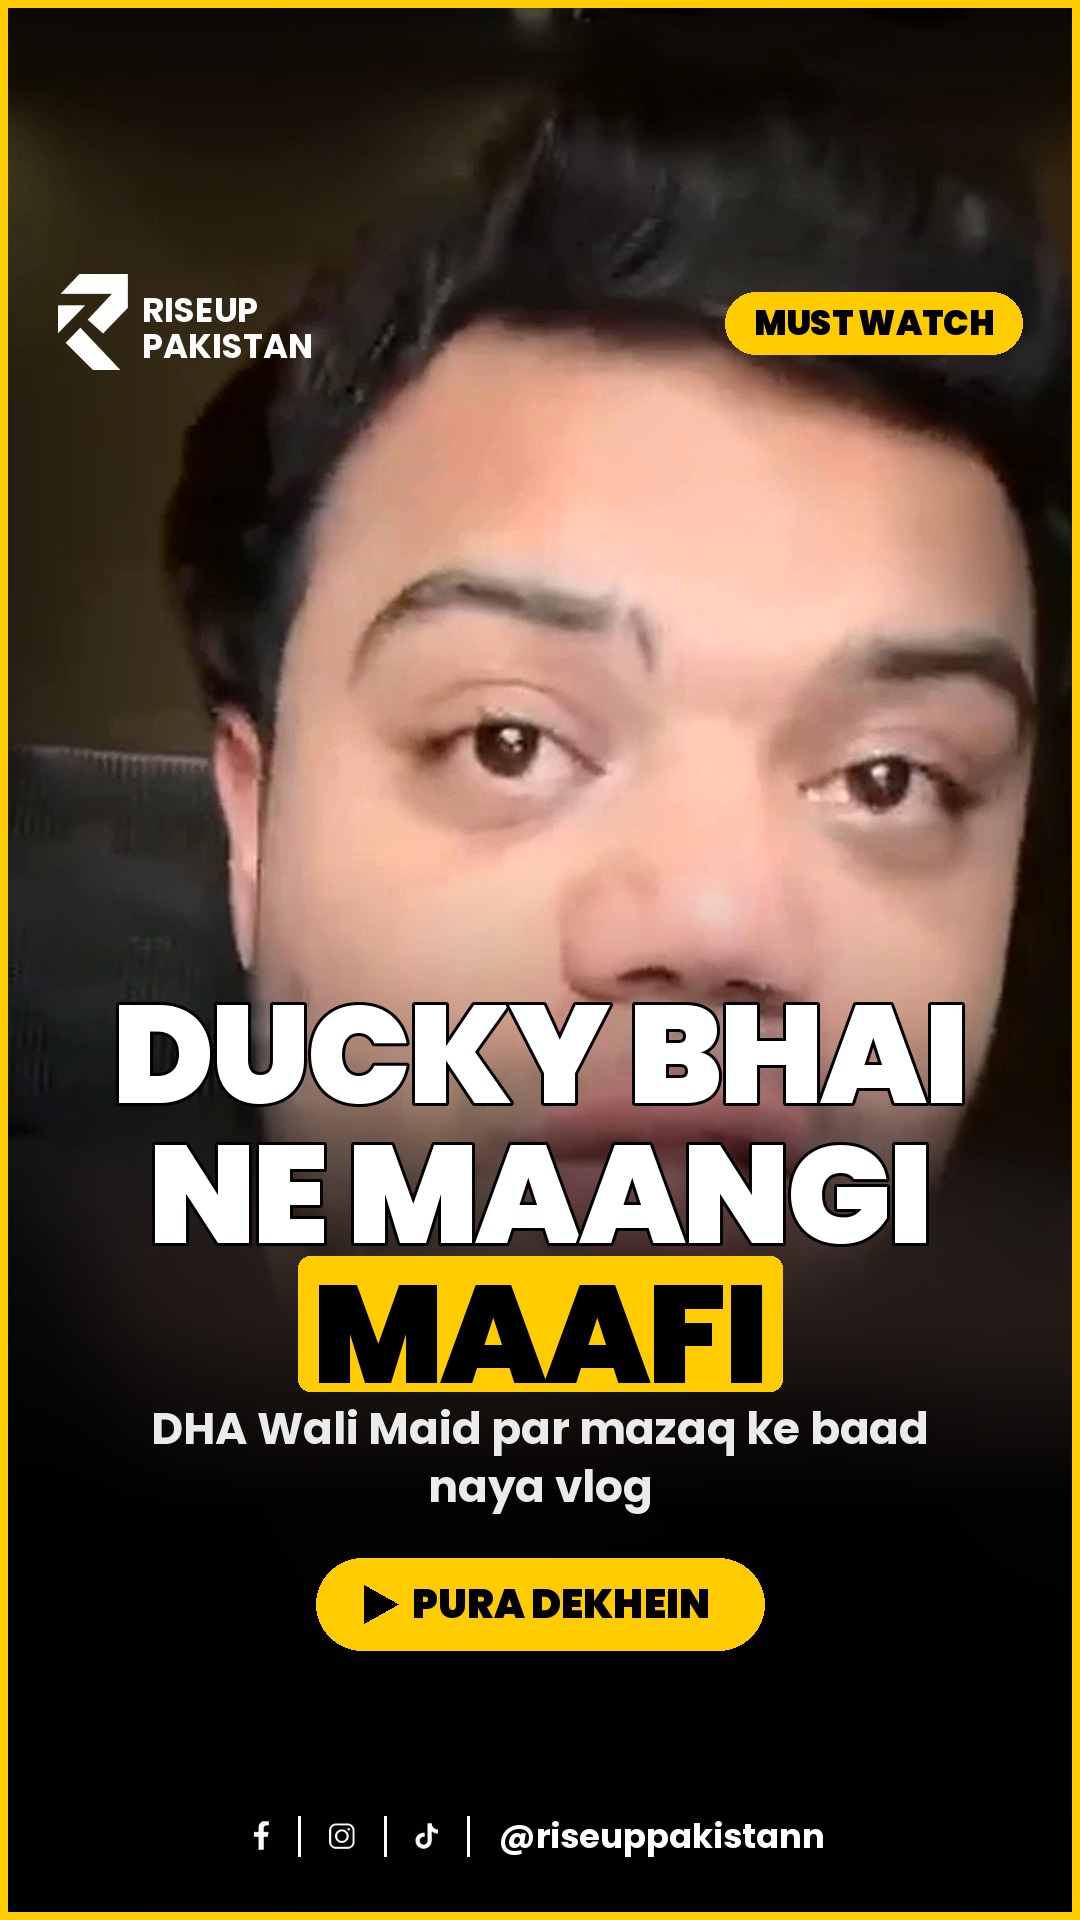 RISEUP
PAKISTAN
MUST WATCH
DUCKY BHAI
NE MAANGI
MAAFI
DHA Wali Maid par mazaq ke baad
naya vlog
PURA DEKHEIN
@riseuppakistann